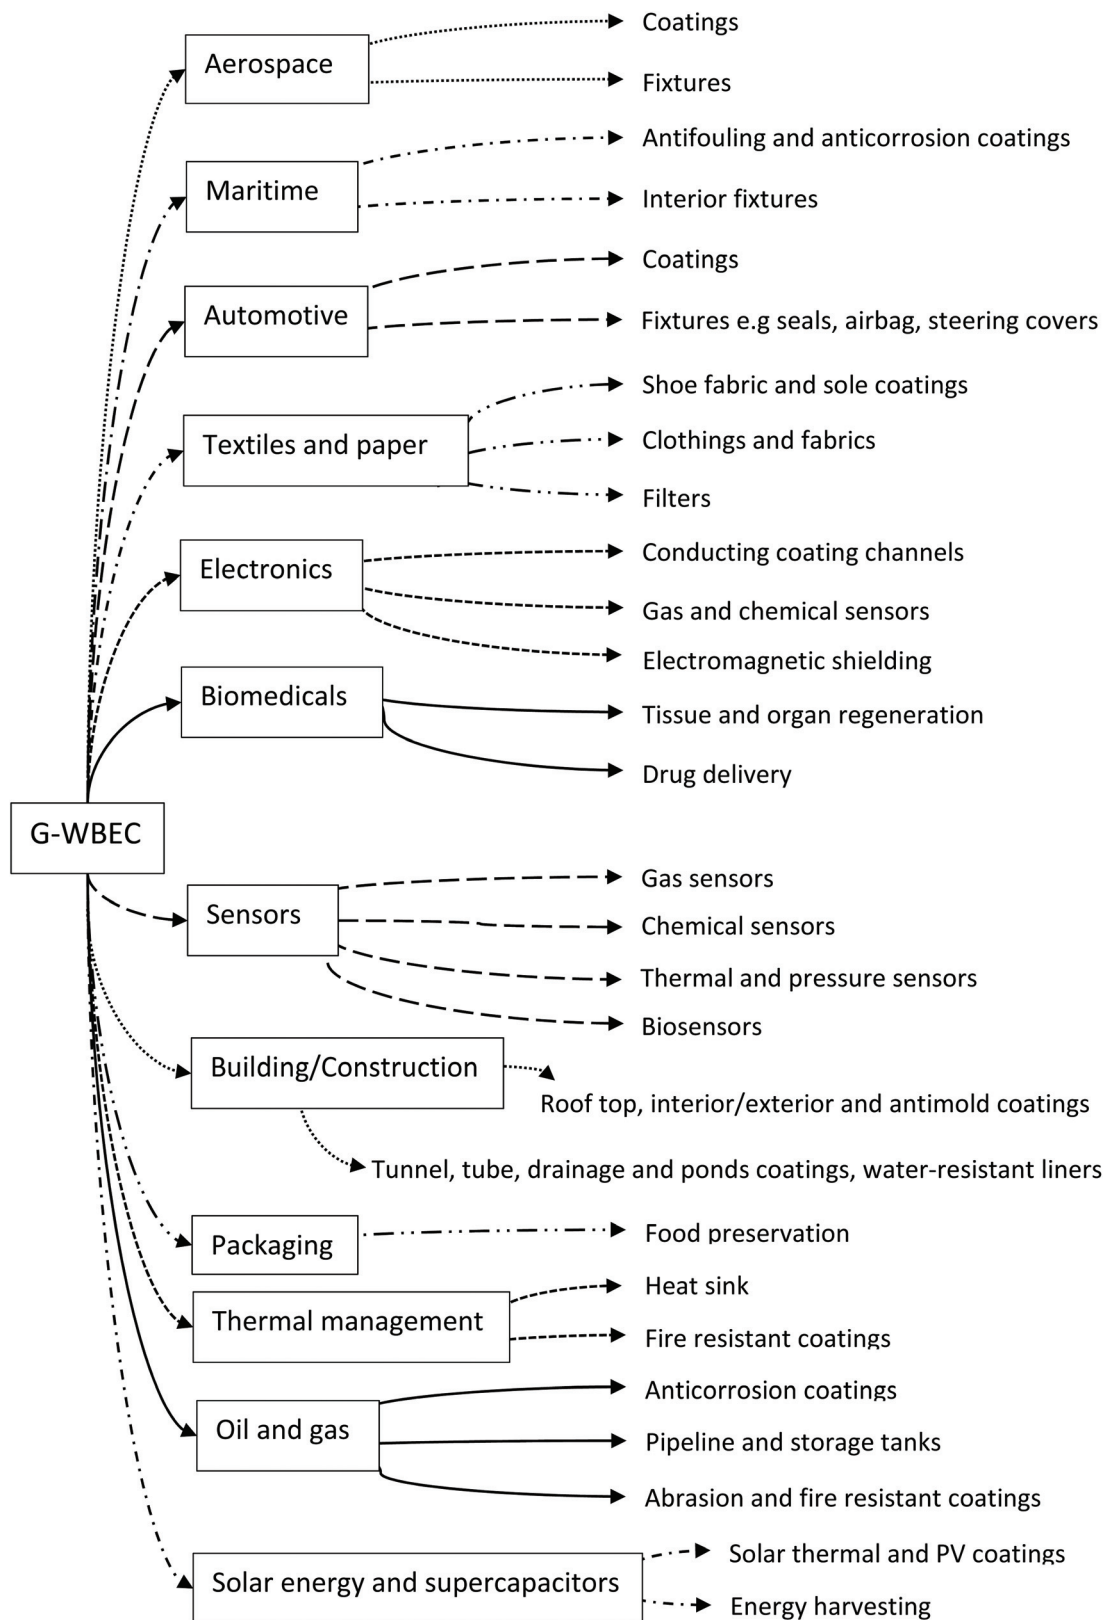 Coatings
Aerospace
Fixtures
Antifouling and anticorrosion coatings
Maritime
Interior fixtures
Coatings
Automotive
Fixtures e.g seals, airbag, steering covers
Shoe fabric and sole coatings
Textiles and paper
Clothings and fabrics
Filters
Conducting coating channels
Electronics
Gas and chemical sensors
Electromagnetic shielding
Biomedicals
Tissue and organ regeneration
Drug delivery
G-WBEC
Gas sensors
Sensors
Chemical sensors
Thermal and pressure sensors
Biosensors
Building/Construction
Roof top, interior/exterior and antimold coatings
Tunnel, tube, drainage and ponds coatings, water-resistant liners
Packaging
Food preservation
Heat sink
Thermal management
Fire resistant coatings
Anticorrosion coatings
Oil and gas
Pipeline and storage tanks
Abrasion and fire resistant coatings
Solar thermal and PV coatings
Solar energy and supercapacitors
Energy harvesting